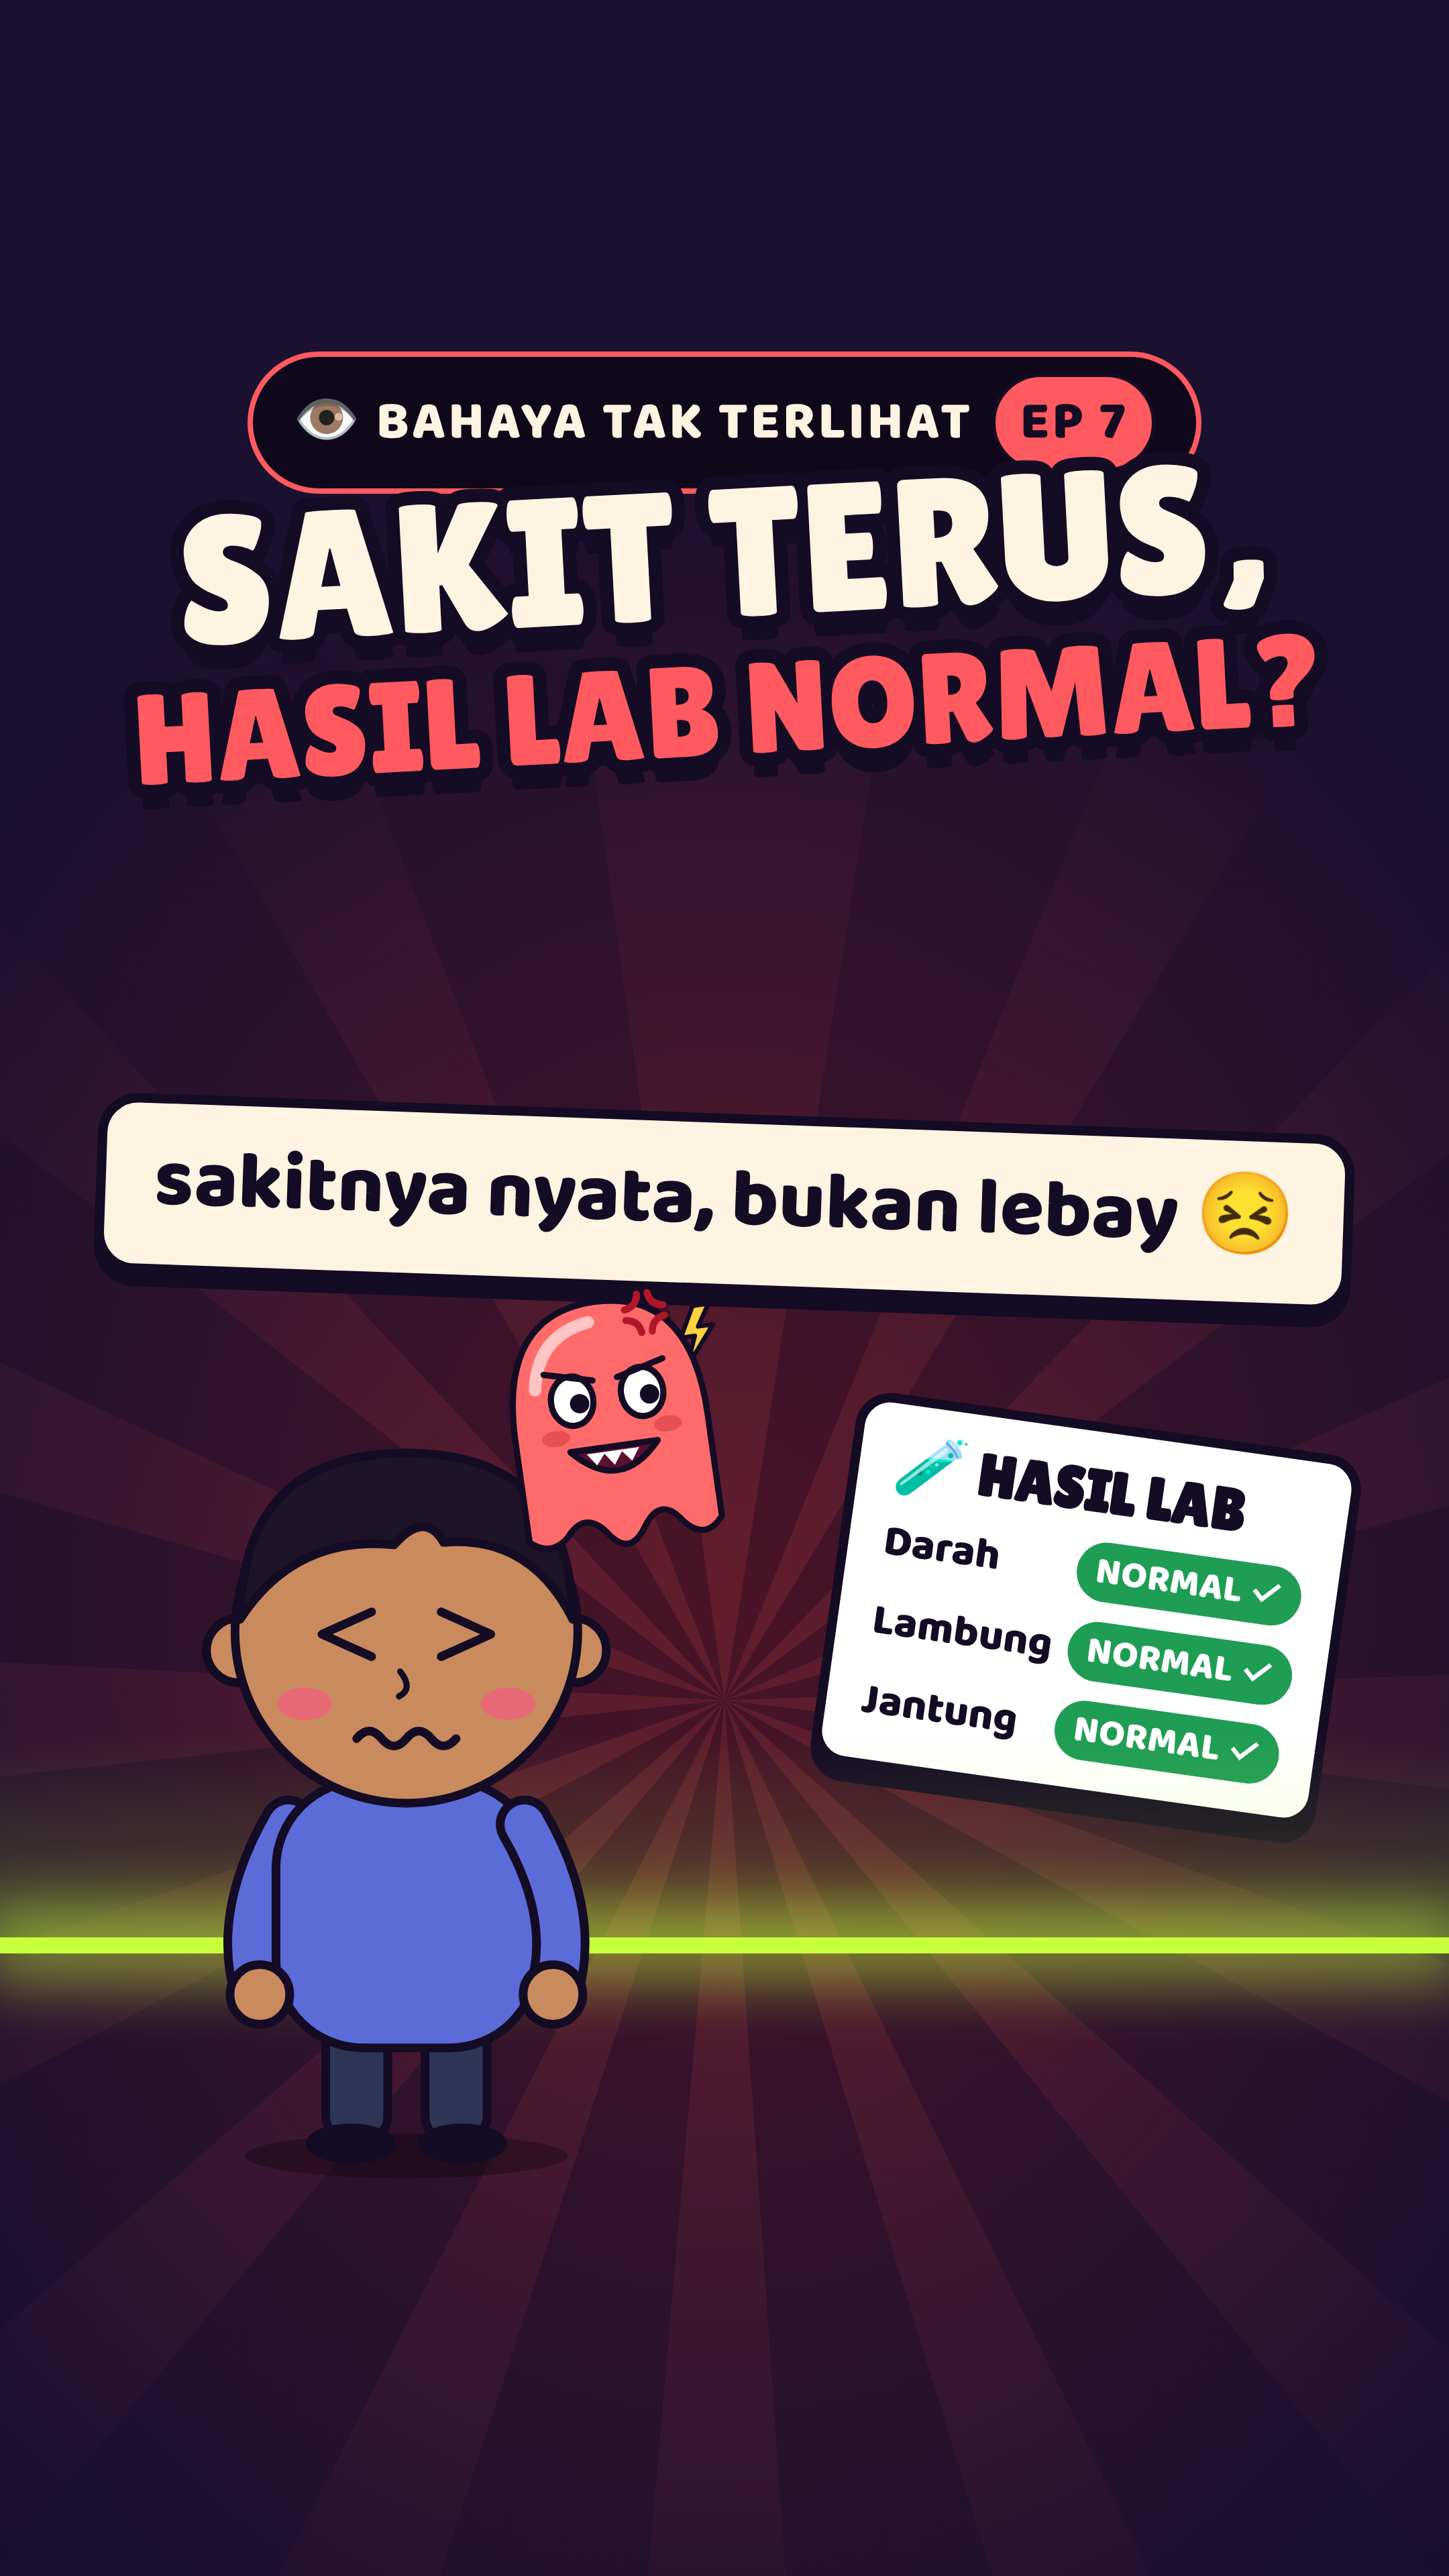 👁️ BAHAYA TAK TERLIHAT EP 7
SAKIT TERUS,
HASIL LAB NORMAL?
sakitnya nyata, bukan lebay 😣
🧪 HASIL LAB
Darah NORMAL ✓
Lambung NORMAL ✓
Jantung NORMAL ✓